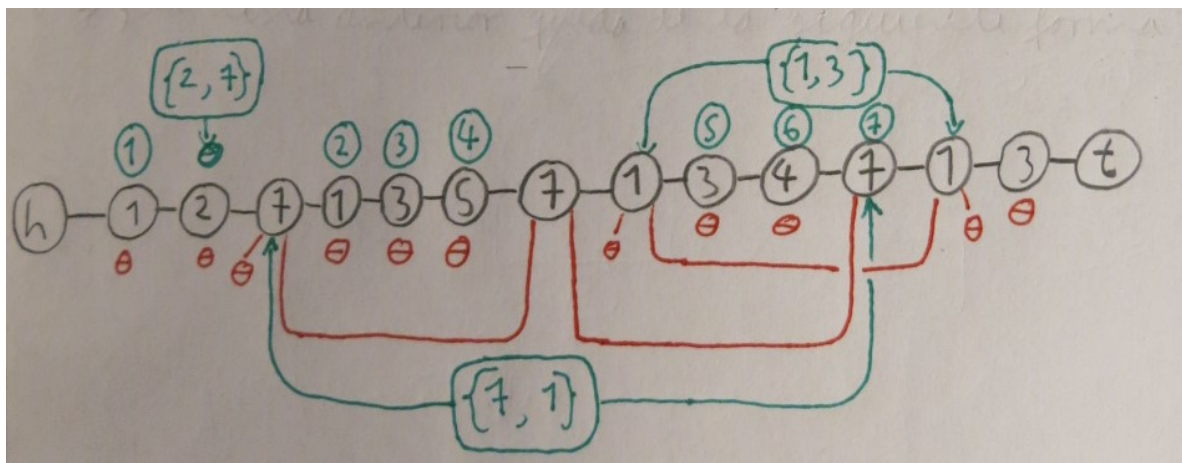 {2, 7}
{1,3}
1 θ 2 3 4 5 6 7
h 1 2 7 1 3 5 7 1 3 4 7 1 3 t
θ θ θ θ θ θ θ θ θ θ θ
{7, 1}